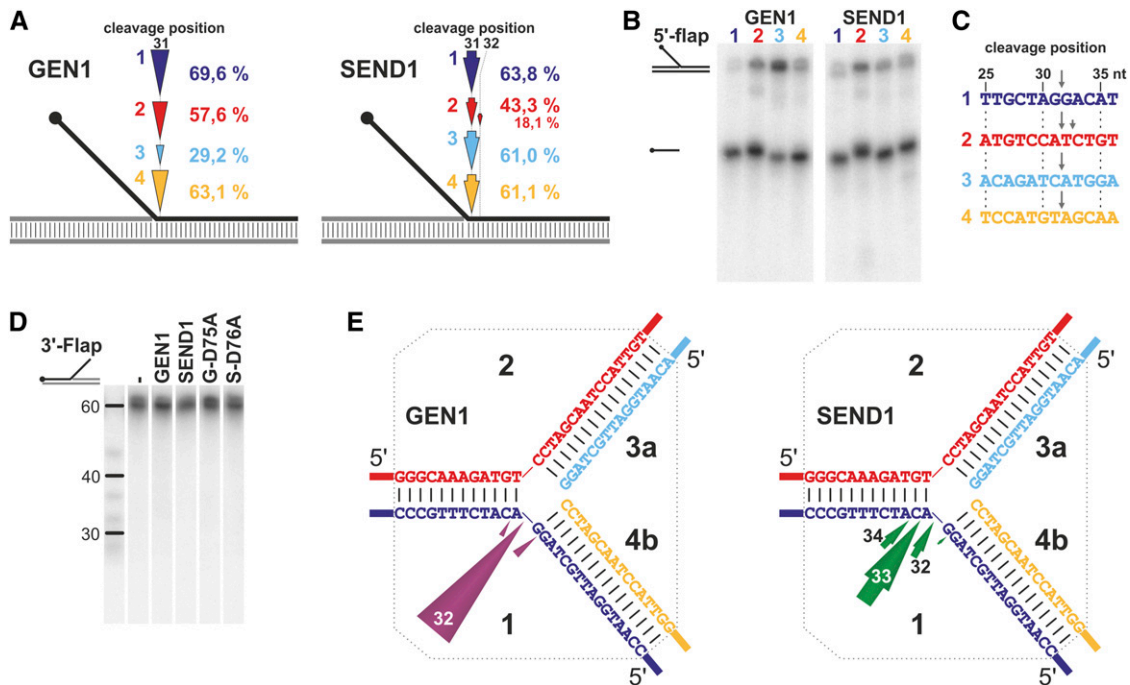 A
cleavage position
31
GEN1
1
69,6 %
2
57,6 %
3
29,2 %
4
63,1 %
cleavage position
31 32
SEND1
1
63,8 %
2
43,3 %
18,1 %
3
61,0 %
4
61,1 %
B
GEN1 SEND1
5'-flap
1 2 3 4 1 2 3 4
C
cleavage position
25 30 35 nt
1 TTGCTAGGACAT
2 ATGTCCATCTGT
3 ACAGATCATGGA
4 TCCATGTAGCAA
D
3'-Flap
-
GEN1
SEND1
G-D75A
S-D76A
60
40
30
E
GEN1
2
CCTAGCAATCCATTGT
GGATCGTTAGGTAACA
5'
3a
5'
GGGCAAAGATGT
CCCGTTTCTACA
4b
CCTAGCAATCCATTGG
GGATCGTTAGGTAACC
5'
32
1
SEND1
2
CCTAGCAATCCATTGT
GGATCGTTAGGTAACA
5'
3a
5'
GGGCAAAGATGT
CCCGTTTCTACA
4b
CCTAGCAATCCATTGG
GGATCGTTAGGTAACC
5'
34
33
32
1